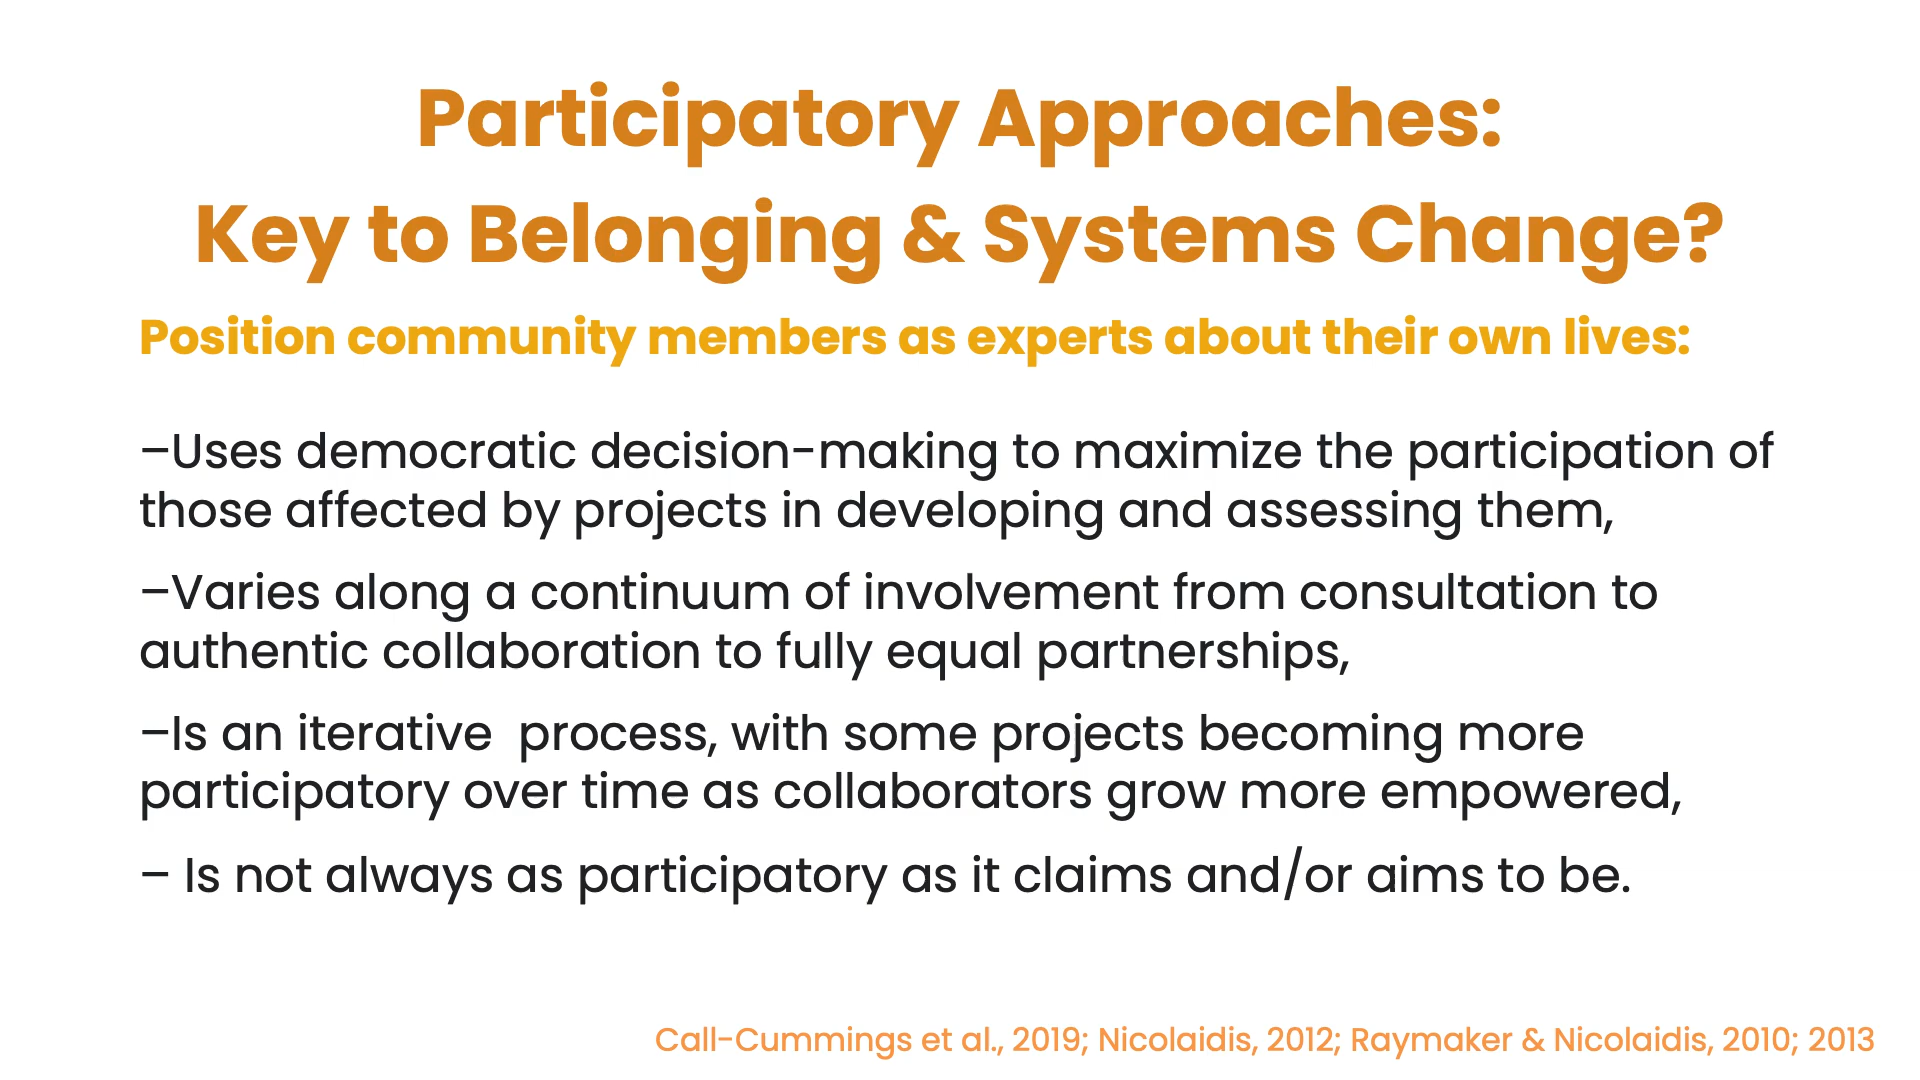 Participatory Approaches:
Key to Belonging & Systems Change?
Position community members as experts about their own lives:
–Uses democratic decision-making to maximize the participation of
those affected by projects in developing and assessing them,
–Varies along a continuum of involvement from consultation to
authentic collaboration to fully equal partnerships,
–Is an iterative  process, with some projects becoming more
participatory over time as collaborators grow more empowered,
– Is not always as participatory as it claims and/or aims to be.
Call-Cummings et al., 2019; Nicolaidis, 2012; Raymaker & Nicolaidis, 2010; 2013